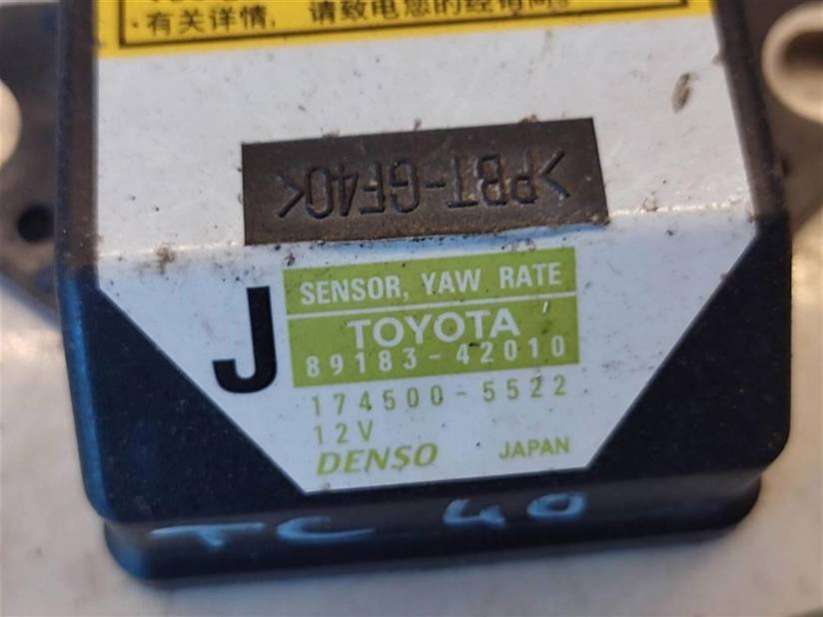 ·有关详情，请致电您的经销商。
>PBT-GF40<
J
SENSOR, YAW RATE
TOYOTA
89183-42010
174500-5522
12V
DENSO JAPAN
TC 40